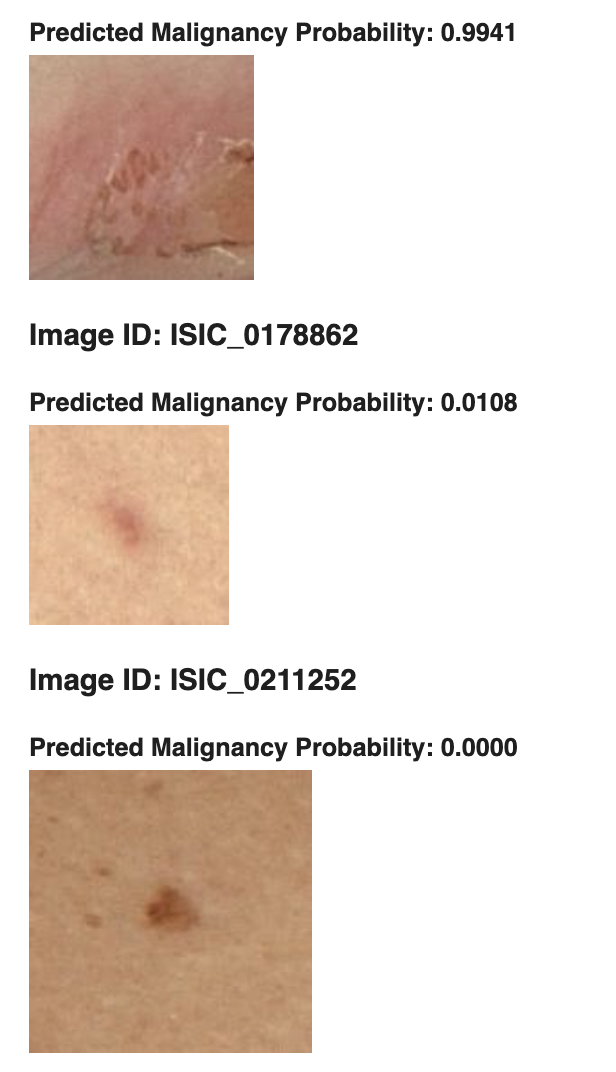 Predicted Malignancy Probability: 0.9941
Image ID: ISIC_0178862
Predicted Malignancy Probability: 0.0108
Image ID: ISIC_0211252
Predicted Malignancy Probability: 0.0000